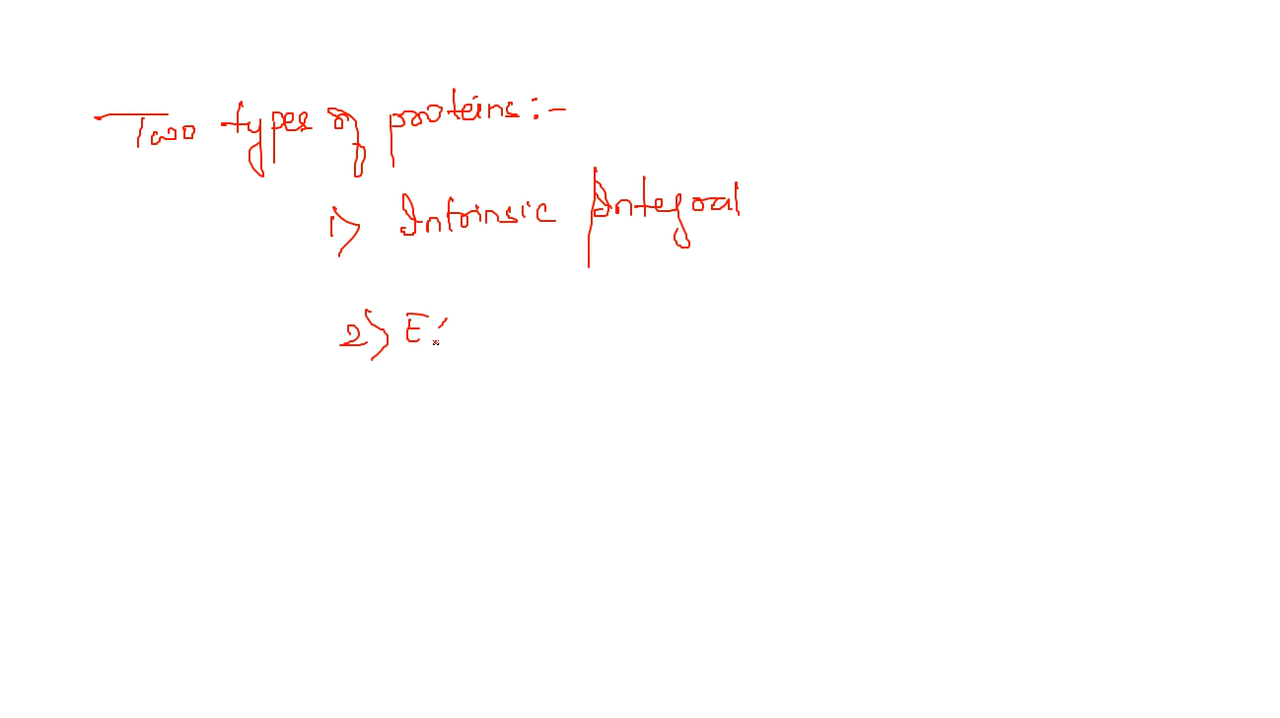 Two types of proteins:-
1) Intrinsic / Integral
2) E